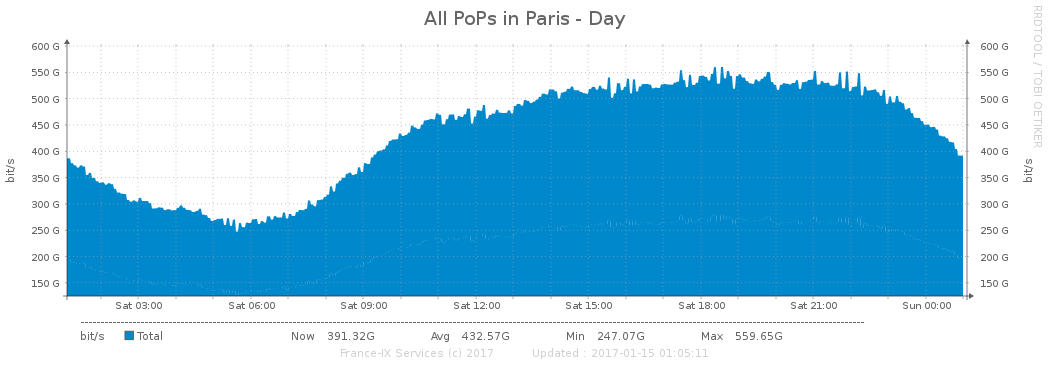 All PoPs in Paris - Day
RRDTOOL / TOBI OETIKER
600 G 600 G
550 G 550 G
500 G 500 G
450 G 450 G
400 G 400 G
350 G 350 G
300 G 300 G
250 G 250 G
200 G 200 G
150 G 150 G
bit/s
bit/s
Sat 03:00 Sat 06:00 Sat 09:00 Sat 12:00 Sat 15:00 Sat 18:00 Sat 21:00 Sun 00:00
bit/s Total Now 391.32G Avg 432.57G Min 247.07G Max 559.65G
France-IX Services (c) 2017 Updated : 2017-01-15 01:05:11